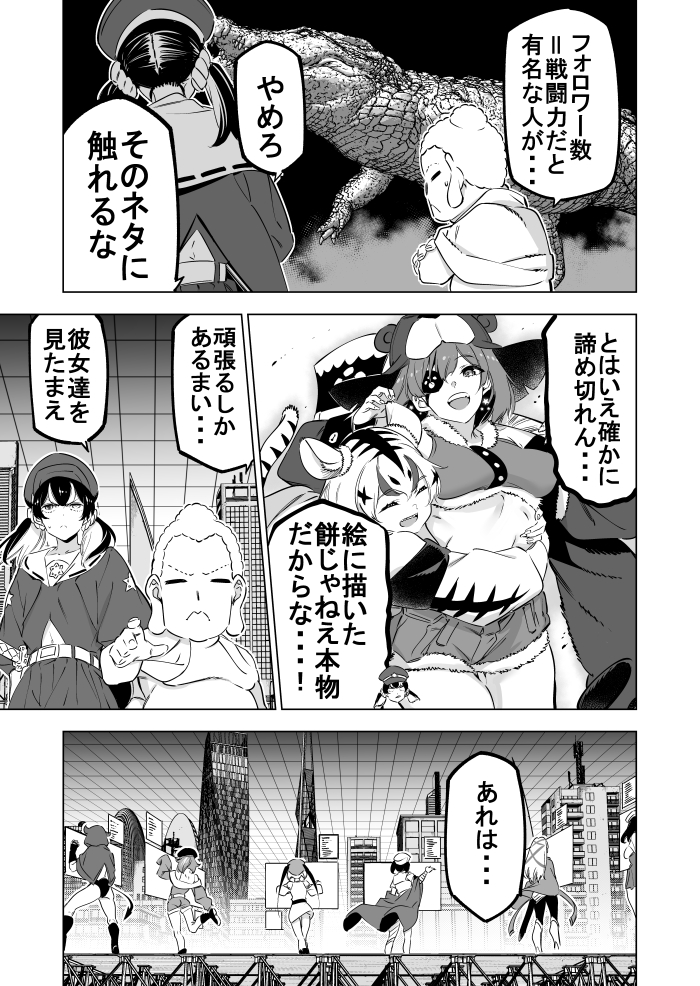 フォロワー数
＝戦闘力だと
有名な人が・・・
やめろ
そのネタに
触れるな
とはいえ確かに
諦め切れん・・・
絵に描いた
餅じゃねえ本物
だからな・・・！
頑張るしか
あるまい・・・
彼女達を
見たまえ
あれは・・・